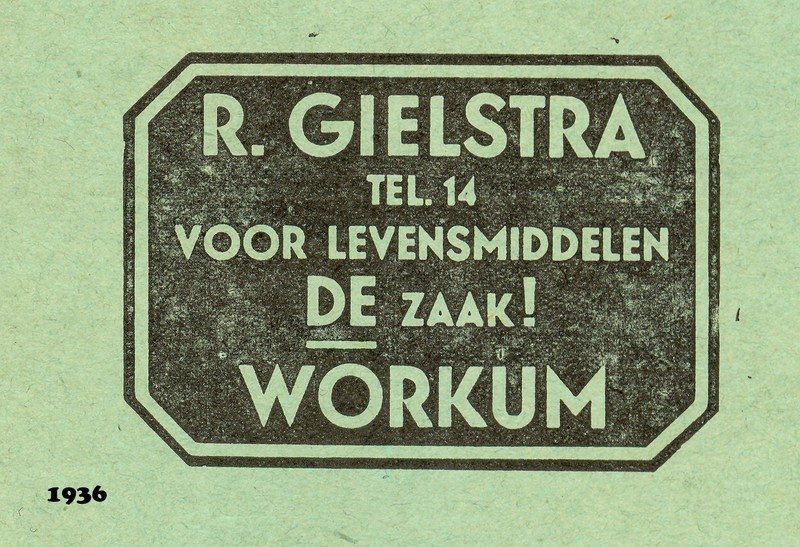 R. GIELSTRA
TEL. 14
VOOR LEVENSMIDDELEN
DE ZAAK!
WORKUM
1936